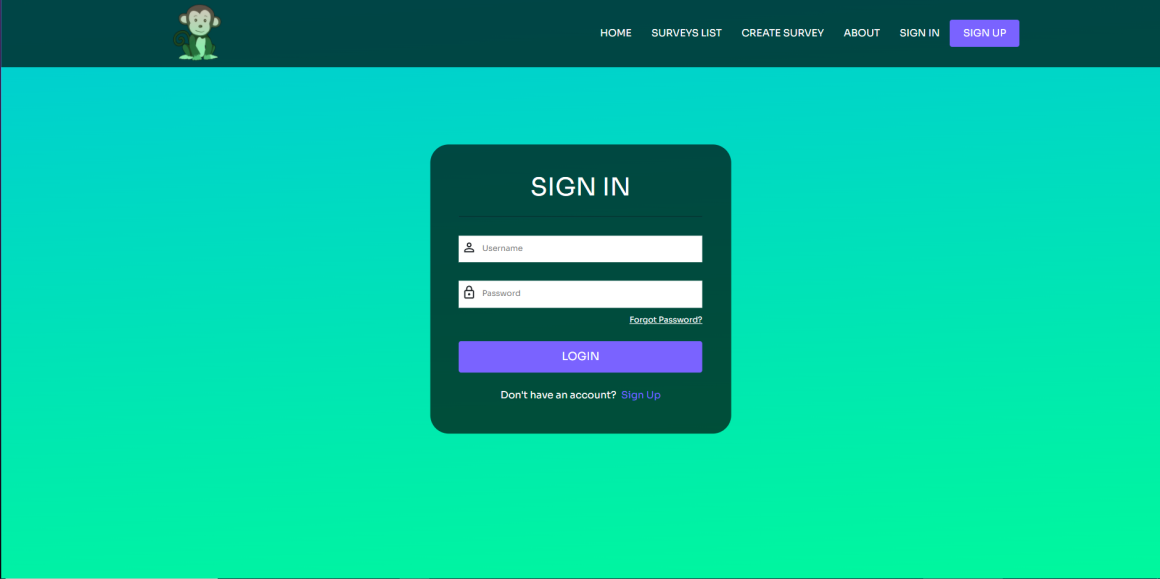 HOME SURVEYS LIST CREATE SURVEY ABOUT SIGN IN SIGN UP
SIGN IN
Username
Password
Forgot Password?
LOGIN
Don't have an account? Sign Up